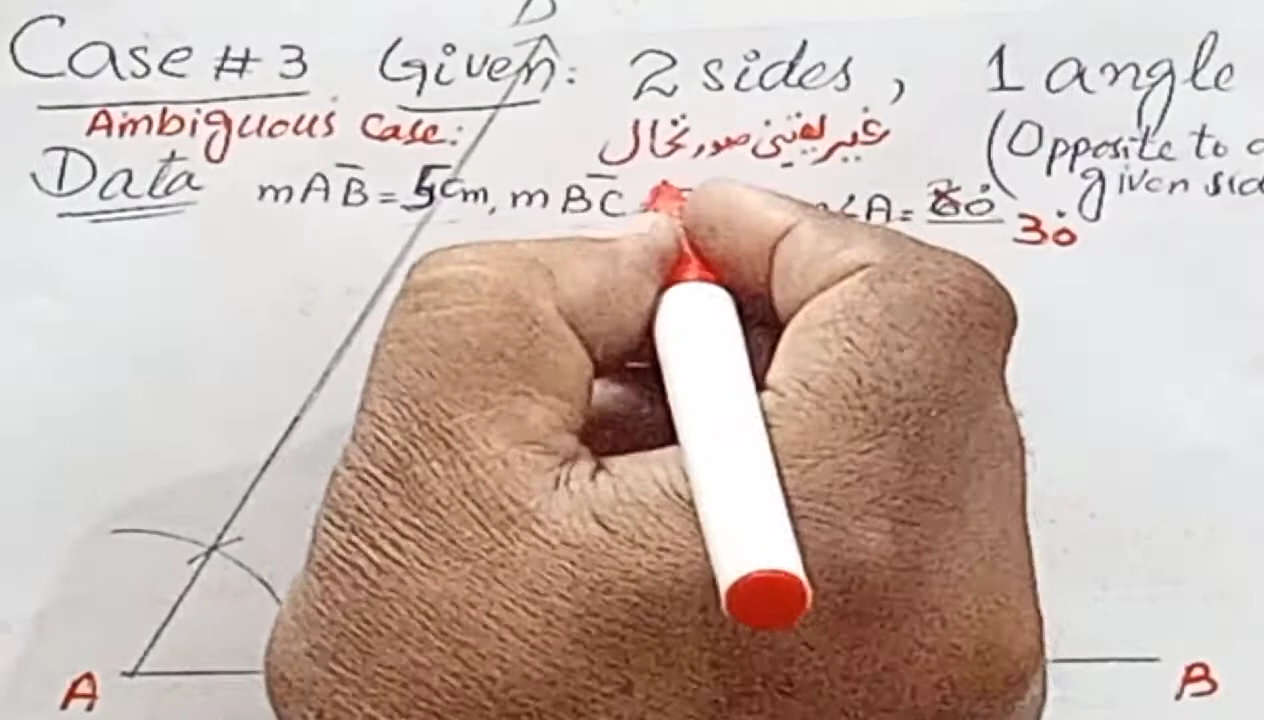 D
Case # 3 Given: 2 sides, 1 angle
Ambiguous Case: غیر یقینی صورتحال (Opposite to
given
Data mAB = 5cm, mBC ∠A = 60°
30°
A B